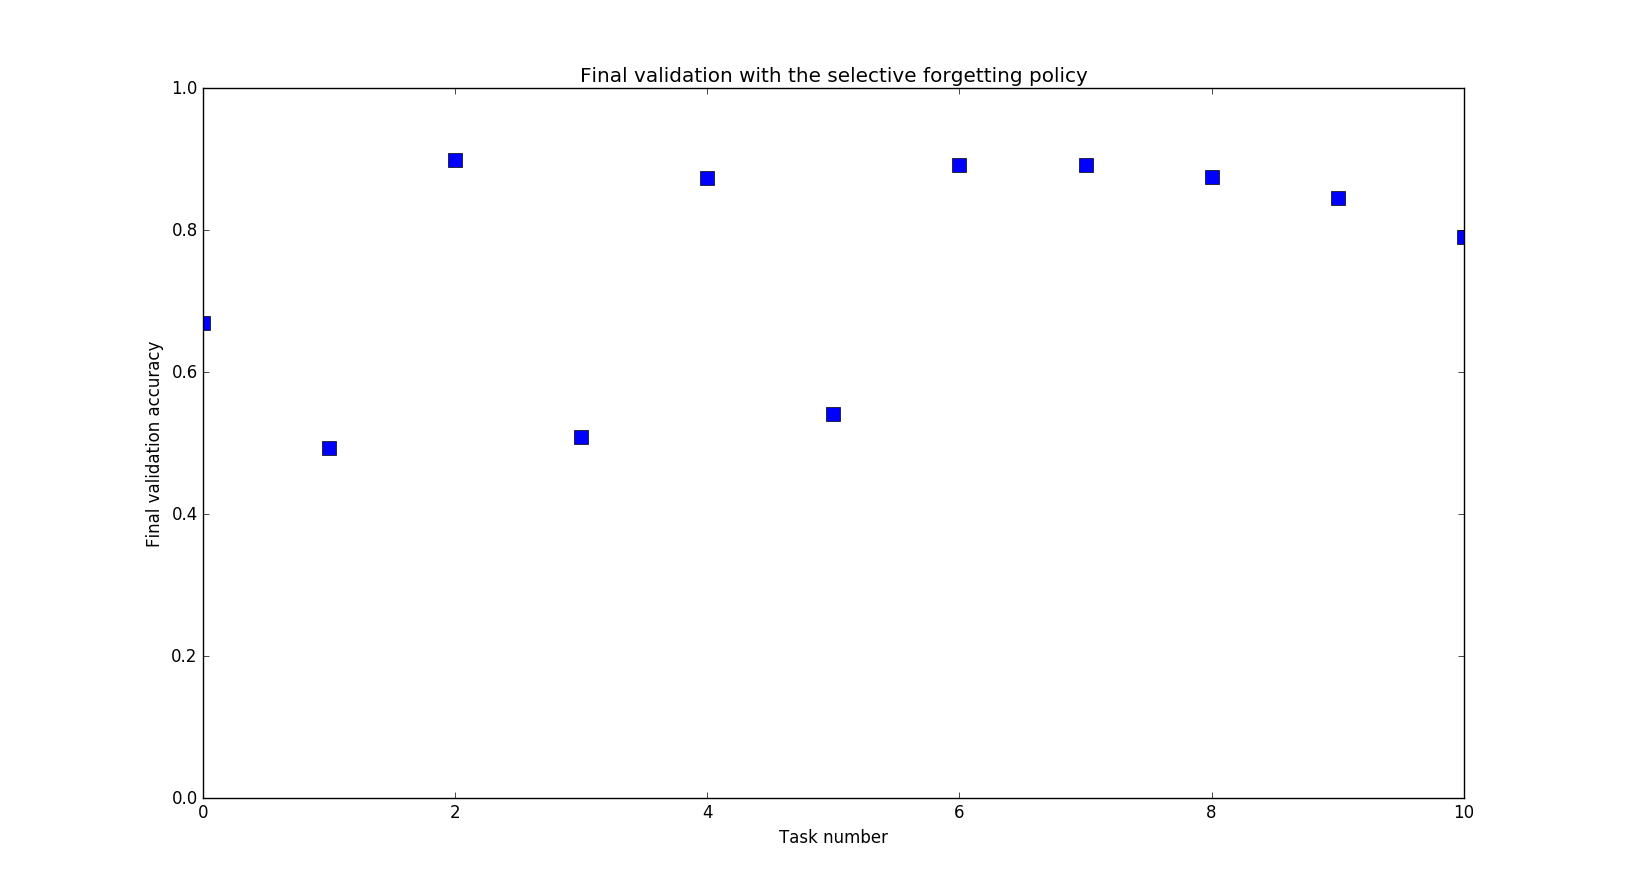 Final validation with the selective forgetting policy
1.0
0.8
0.6
0.4
0.2
0.0
Final validation accuracy
0 2 4 6 8 10
Task number